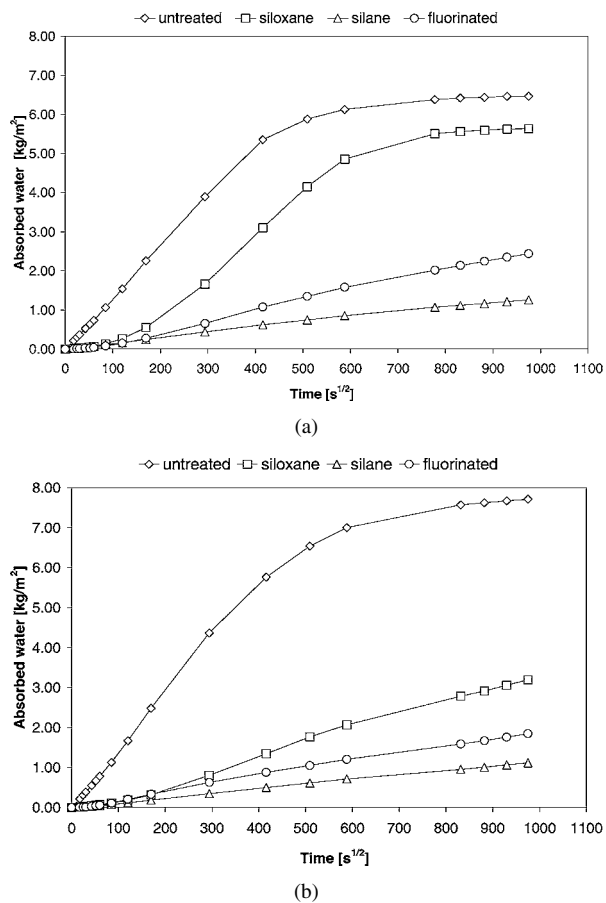 untreated siloxane silane fluorinated
8.00
7.00
6.00
5.00
4.00
3.00
2.00
1.00
0.00
Absorbed water [kg/m²]
0 100 200 300 400 500 600 700 800 900 1000 1100
Time [s^1/2]
(a)
untreated siloxane silane fluorinated
8.00
7.00
6.00
5.00
4.00
3.00
2.00
1.00
0.00
Absorbed water [kg/m²]
0 100 200 300 400 500 600 700 800 900 1000 1100
Time [s^1/2]
(b)